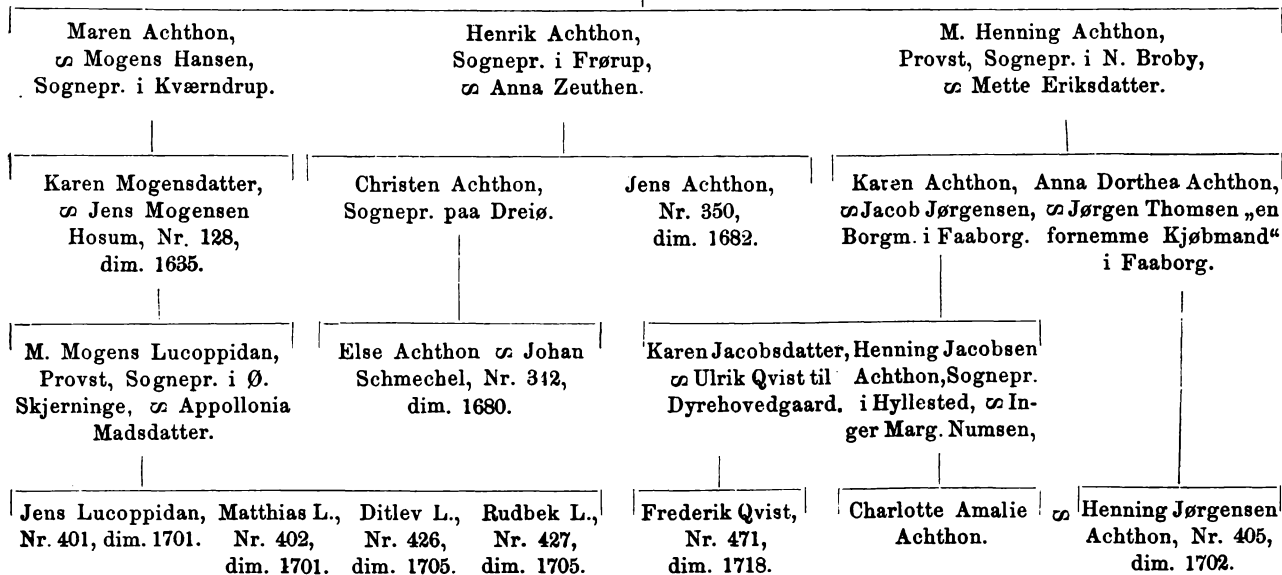 Maren Achthon,
∞ Mogens Hansen,
Sognepr. i Kværndrup.
Henrik Achthon,
Sognepr. i Frørup,
∞ Anna Zeuthen.
M. Henning Achthon,
Provst, Sognepr. i N. Broby,
∞ Mette Eriksdatter.
Karen Mogensdatter,
∞ Jens Mogensen
Hosum, Nr. 128,
dim. 1635.
Christen Achthon,
Sognepr. paa Dreiø.
Jens Achthon,
Nr. 350,
dim. 1682.
Karen Achthon,
∞ Jacob Jørgensen,
Borgm. i Faaborg.
Anna Dorthea Achthon,
∞ Jørgen Thomsen „en
fornemme Kjøbmand“
i Faaborg.
M. Mogens Lucoppidan,
Provst, Sognepr. i Ø.
Skjerninge, ∞ Appollonia
Madsdatter.
Else Achthon ∞ Johan
Schmechel, Nr. 312,
dim. 1680.
Karen Jacobsdatter,
∞ Ulrik Qvist til
Dyrehovedgaard.
Henning Jacobsen
Achthon, Sognepr.
i Hyllested, ∞ In-
ger Marg. Numsen,
Jens Lucoppidan,
Nr. 401, dim. 1701.
Matthias L.,
Nr. 402,
dim. 1701.
Ditlev L.,
Nr. 426,
dim. 1705.
Rudbek L.,
Nr. 427,
dim. 1705.
Frederik Qvist,
Nr. 471,
dim. 1718.
Charlotte Amalie
Achthon.
∞ Henning Jørgensen
Achthon, Nr. 405,
dim. 1702.